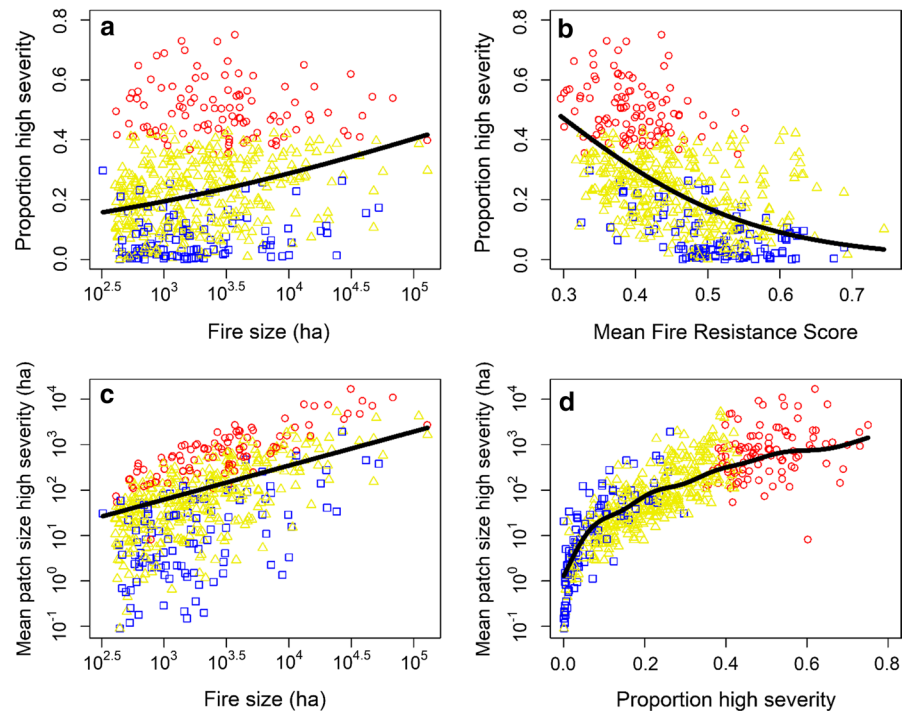 a
Proportion high severity
0.0 0.2 0.4 0.6 0.8
10^2.5 10^3 10^3.5 10^4 10^4.5 10^5
Fire size (ha)
b
Proportion high severity
0.0 0.2 0.4 0.6 0.8
0.3 0.4 0.5 0.6 0.7
Mean Fire Resistance Score
c
Mean patch size high severity (ha)
10^-1 10^0 10^1 10^2 10^3 10^4
10^2.5 10^3 10^3.5 10^4 10^4.5 10^5
Fire size (ha)
d
Mean patch size high severity (ha)
10^-1 10^0 10^1 10^2 10^3 10^4
0.0 0.2 0.4 0.6 0.8
Proportion high severity